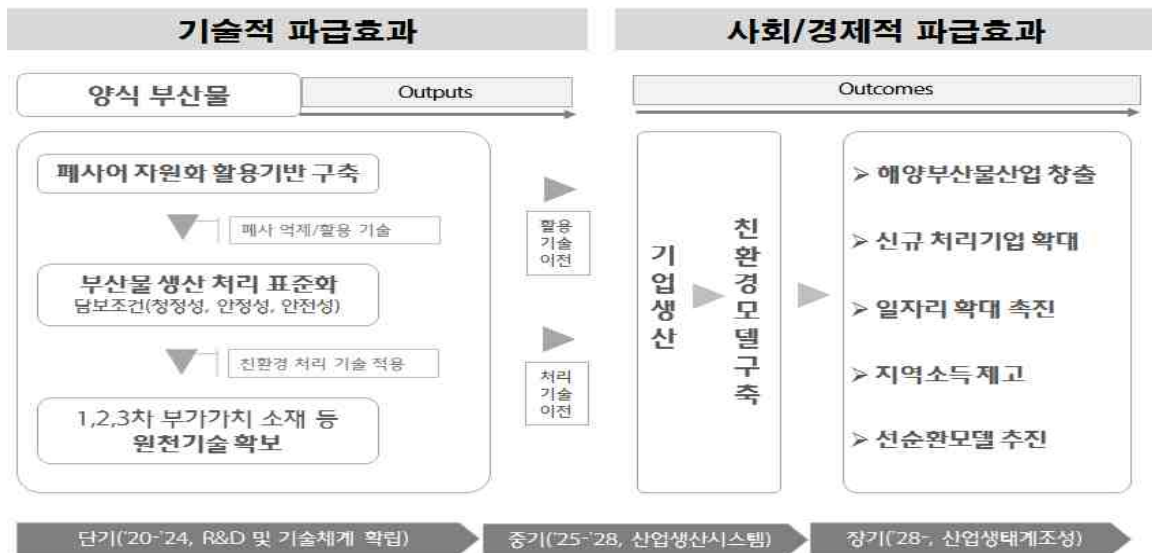 기술적 파급효과
사회/경제적 파급효과
양식 부산물
Outputs
Outcomes
폐사어 자원화 활용기반 구축
폐사 억제/활용 기술
부산물 생산 처리 표준화
담보조건(청정성, 안정성, 안전성)
친환경 처리 기술 적용
1,2,3차 부가가치 소재 등
원천기술 확보
활용
기술
이전
처리
기술
이전
기업생산
친환경모델구축
➢ 해양부산물산업 창출
➢ 신규 처리기업 확대
➢ 일자리 확대 촉진
➢ 지역소득 제고
➢ 선순환모델 추진
단기('20-'24, R&D 및 기술체계 확립)
중기('25-'28, 산업생산시스템)
장기('28-, 산업생태계조성)